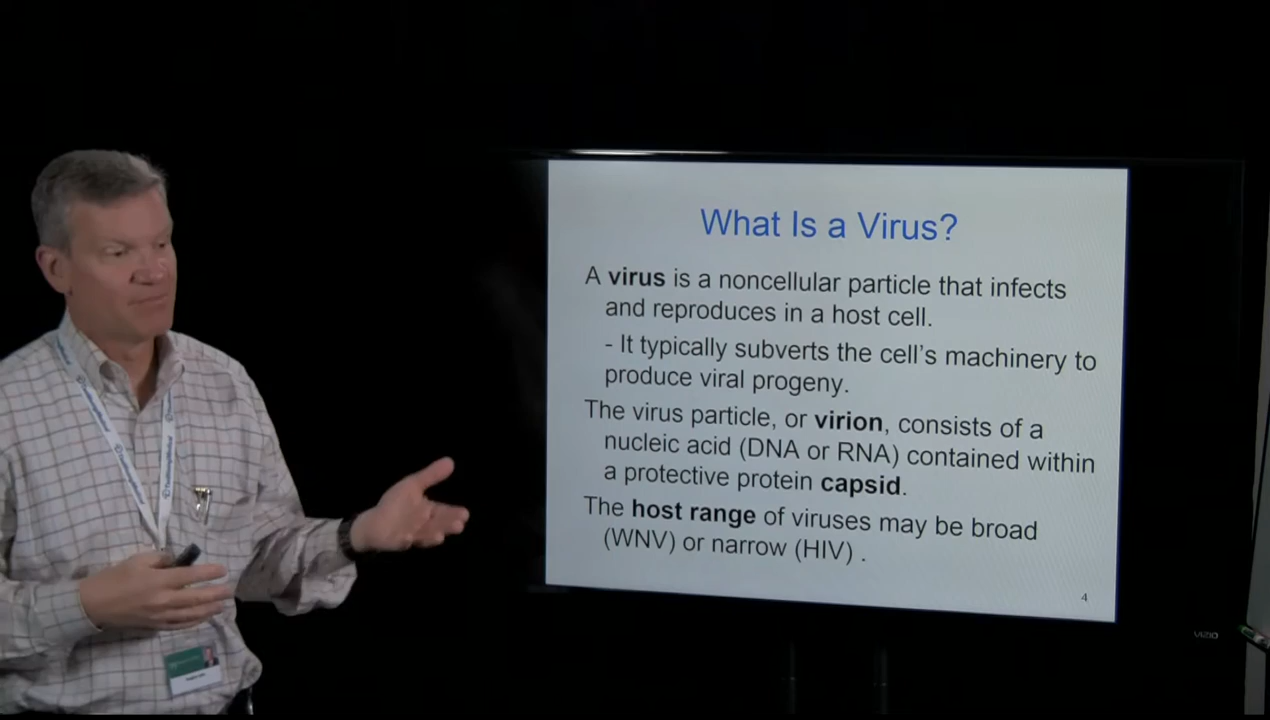 What Is a Virus?
A virus is a noncellular particle that infects
and reproduces in a host cell.
- It typically subverts the cell's machinery to
produce viral progeny.
The virus particle, or virion, consists of a
nucleic acid (DNA or RNA) contained within
a protective protein capsid.
The host range of viruses may be broad
(WNV) or narrow (HIV) .
4
VIZIO